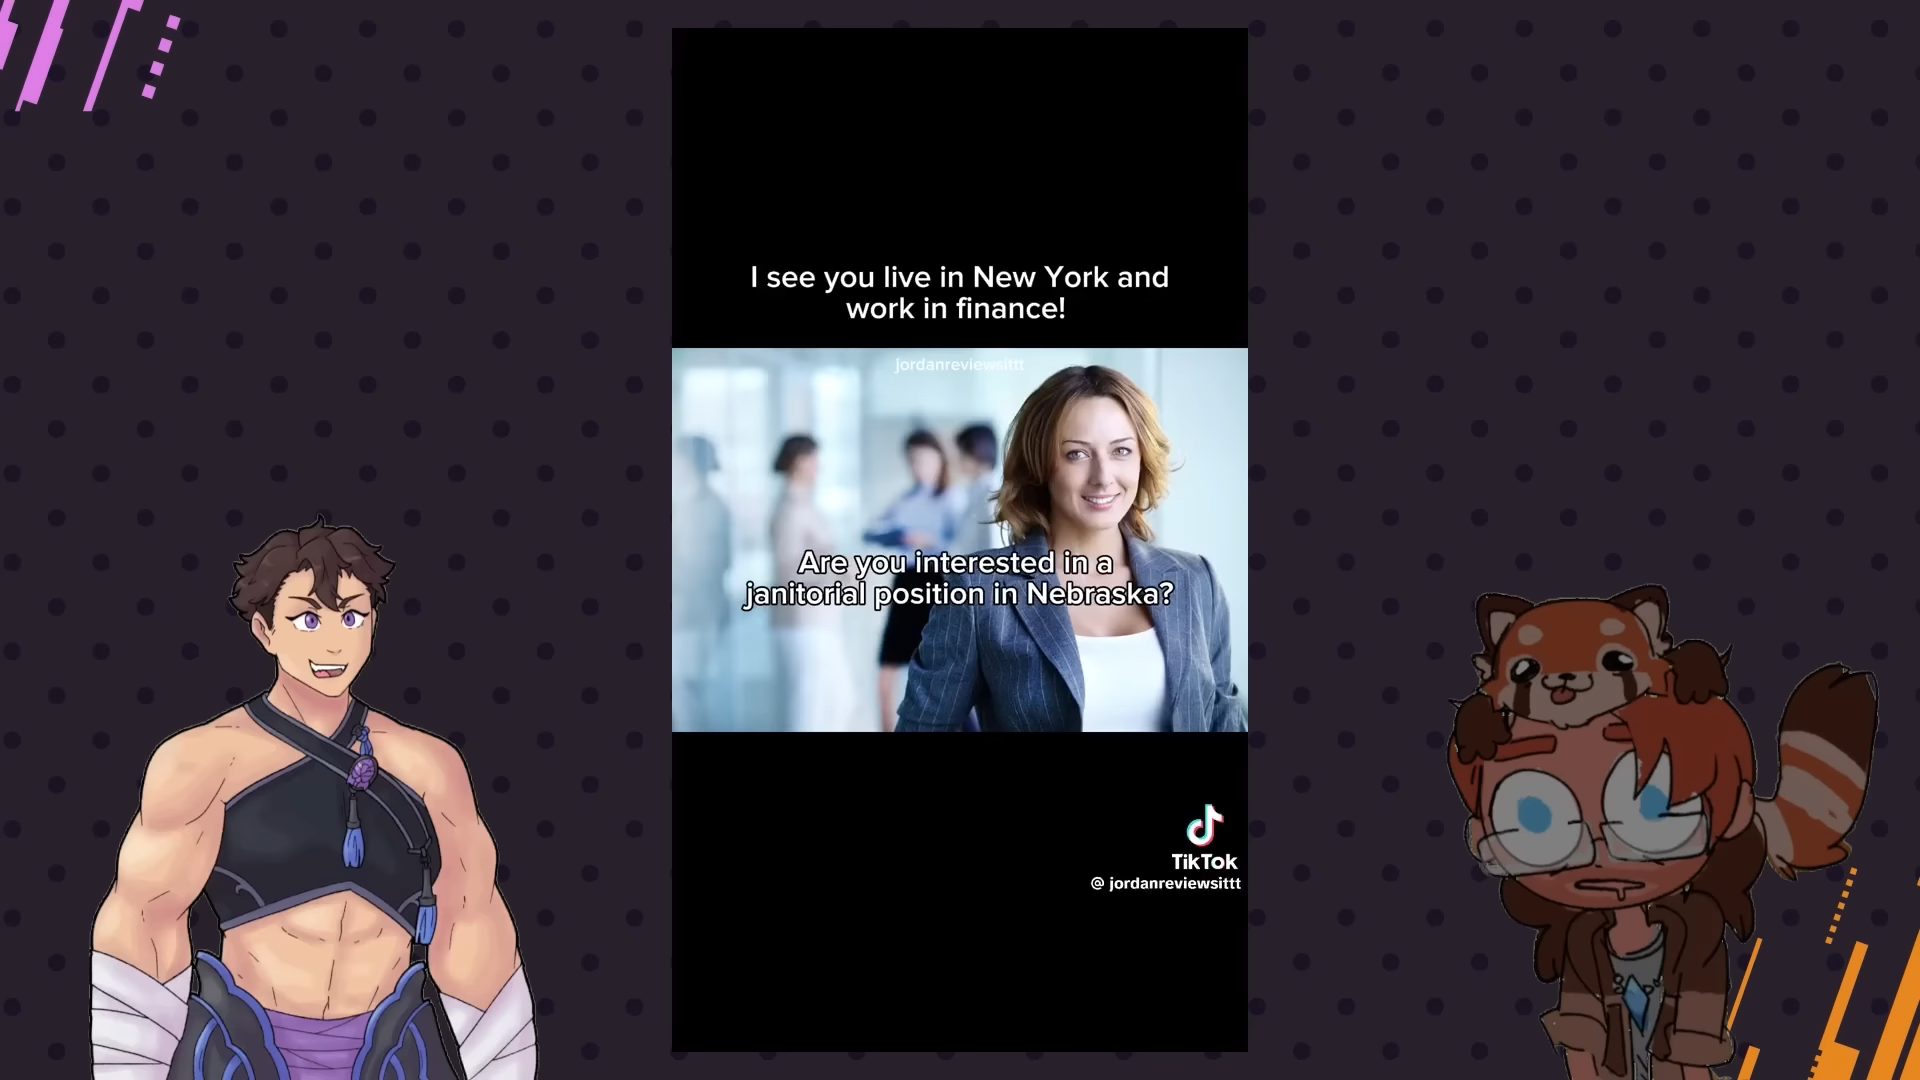 I see you live in New York and
work in finance!
jordanreviewsittt
Are you interested in a
janitorial position in Nebraska?
TikTok
@ jordanreviewsittt